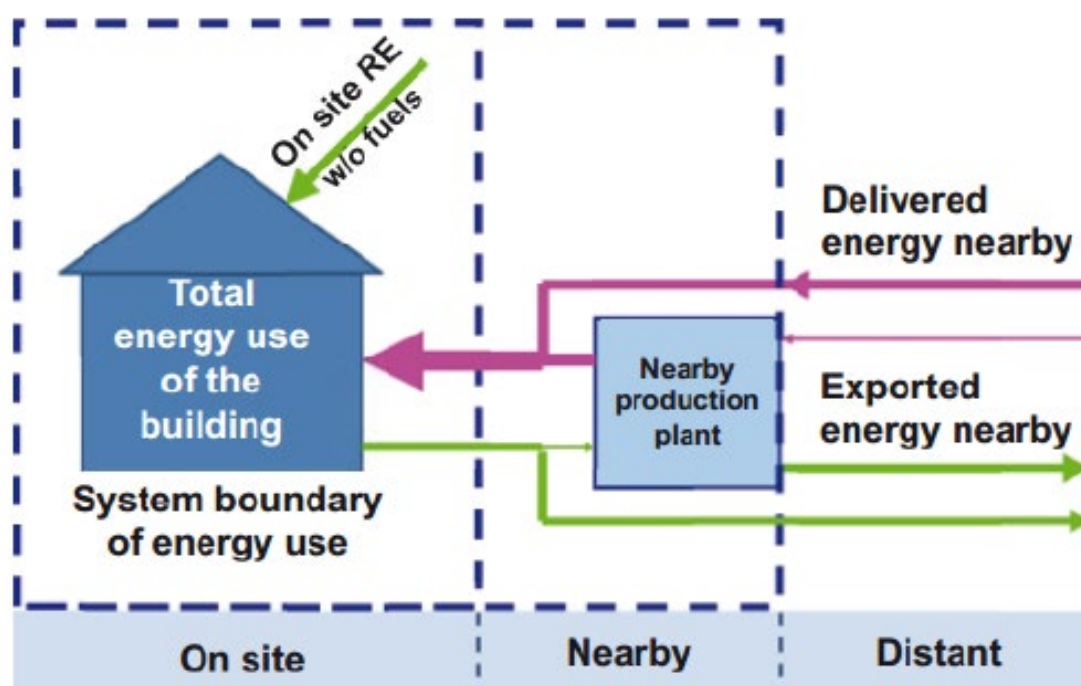 On site RE
w/o fuels
Total
energy use
of the
building
System boundary
of energy use
Nearby
production
plant
Delivered
energy nearby
Exported
energy nearby
On site
Nearby
Distant